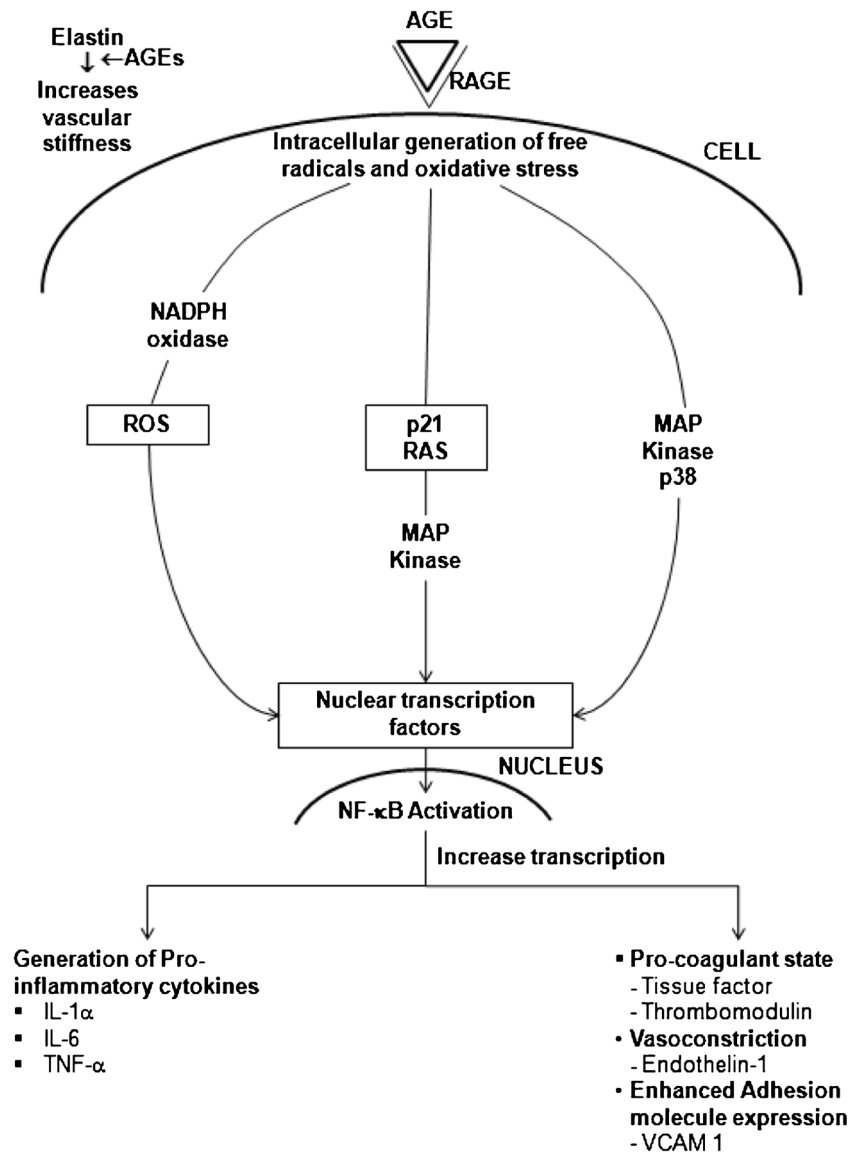 AGE
Elastin
↓ ←AGEs
Increases
vascular
stiffness
RAGE
CELL
Intracellular generation of free
radicals and oxidative stress
NADPH
oxidase
ROS
p21
RAS
MAP
Kinase
p38
MAP
Kinase
Nuclear transcription
factors
NUCLEUS
NF-κB Activation
Increase transcription
Generation of Pro-
inflammatory cytokines
▪ IL-1α
▪ IL-6
▪ TNF-α
▪ Pro-coagulant state
- Tissue factor
- Thrombomodulin
• Vasoconstriction
- Endothelin-1
• Enhanced Adhesion
molecule expression
- VCAM 1